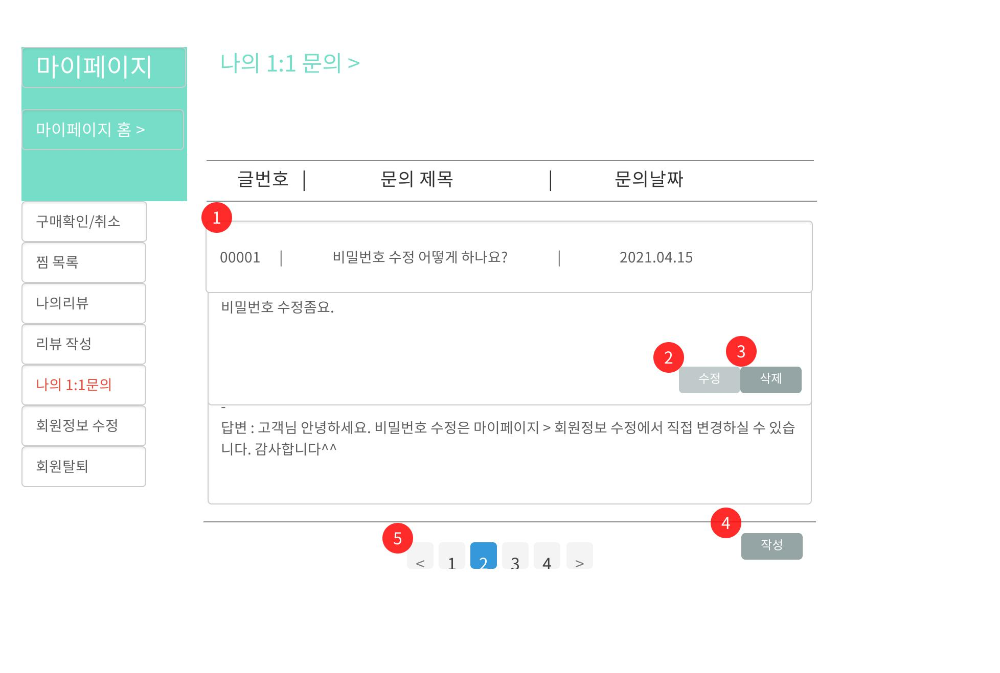 마이페이지
마이페이지 홈 >
구매확인/취소
찜 목록
나의리뷰
리뷰 작성
나의 1:1문의
회원정보 수정
회원탈퇴
나의 1:1 문의 >
글번호 | 문의 제목 | 문의날짜
1
00001 | 비밀번호 수정 어떻게 하나요? | 2021.04.15
비밀번호 수정좀요.
2 3
수정 삭제
-
답변 : 고객님 안녕하세요. 비밀번호 수정은 마이페이지 > 회원정보 수정에서 직접 변경하실 수 있습
니다. 감사합니다^^
4
작성
5
< 1 2 3 4 >